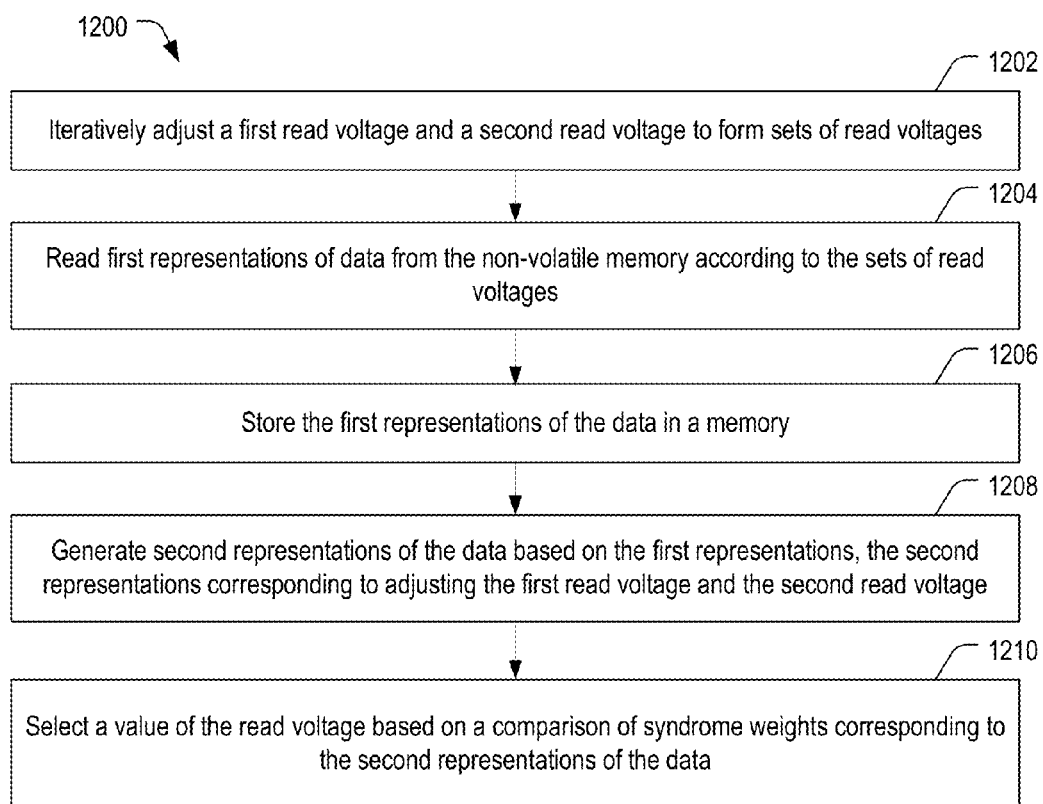 1200
1202
Iteratively adjust a first read voltage and a second read voltage to form sets of read voltages
1204
Read first representations of data from the non-volatile memory according to the sets of read
voltages
1206
Store the first representations of the data in a memory
1208
Generate second representations of the data based on the first representations, the second
representations corresponding to adjusting the first read voltage and the second read voltage
1210
Select a value of the read voltage based on a comparison of syndrome weights corresponding to
the second representations of the data